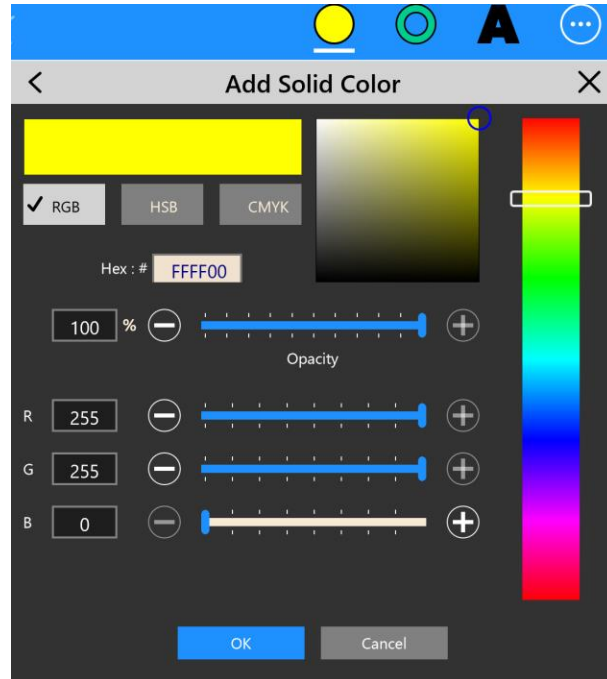 A
Add Solid Color
RGB HSB CMYK
Hex : # FFFF00
100 %
Opacity
R 255
G 255
B 0
OK Cancel